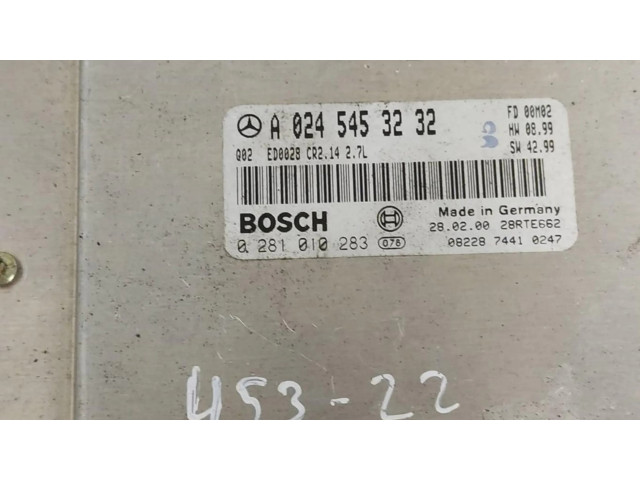 A 024 545 32 32
FD 00M02
HW 08.99
SW 42.99
Q02 ED0028 CR2.14 2.7L
BOSCH
Made in Germany
28.02.00 28RTE662
0 281 010 283 078
08228 7441 0247
453-22